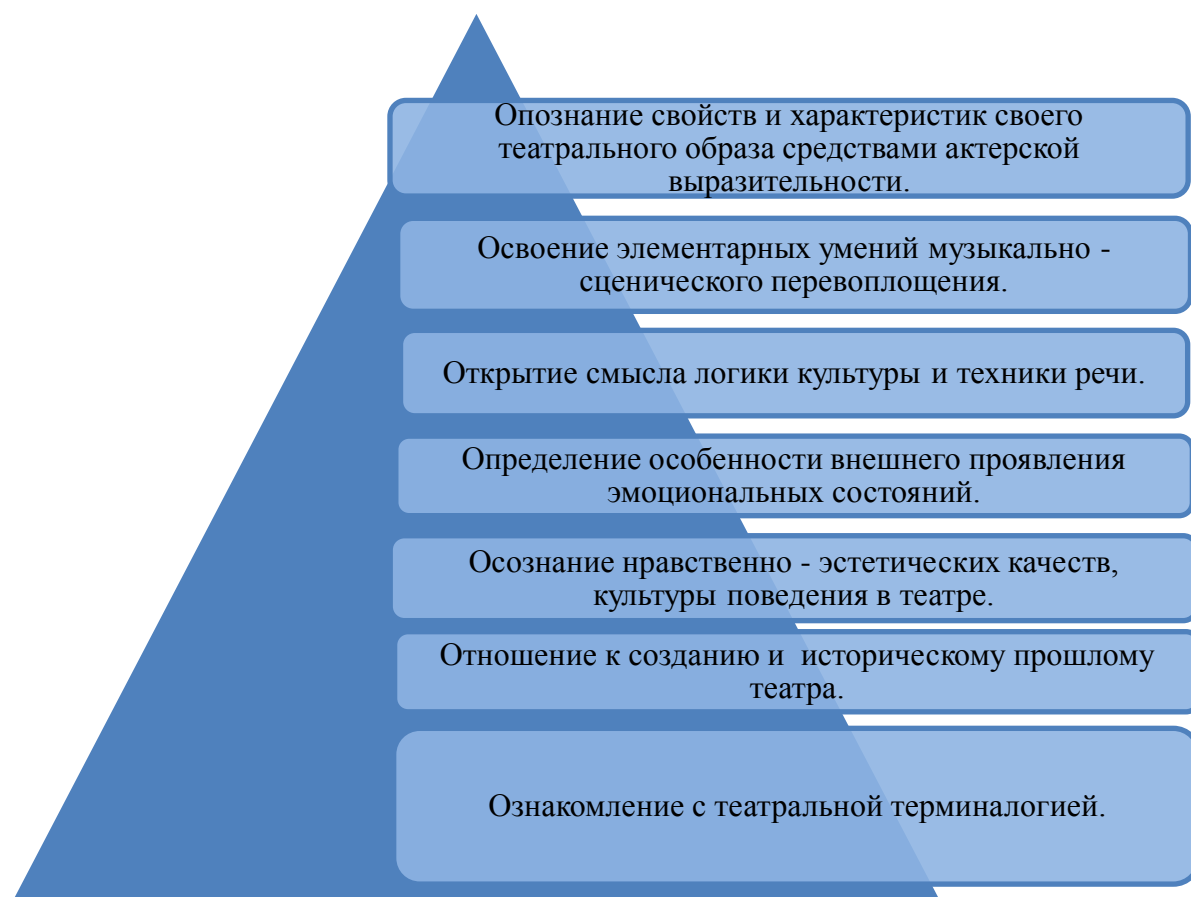 Опознание свойств и характеристик своего
театрального образа средствами актерской
выразительности.
Освоение элементарных умений музыкально -
сценического перевоплощения.
Открытие смысла логики культуры и техники речи.
Определение особенности внешнего проявления
эмоциональных состояний.
Осознание нравственно - эстетических качеств,
культуры поведения в театре.
Отношение к созданию и  историческому прошлому
театра.
Ознакомление с театральной терминалогией.